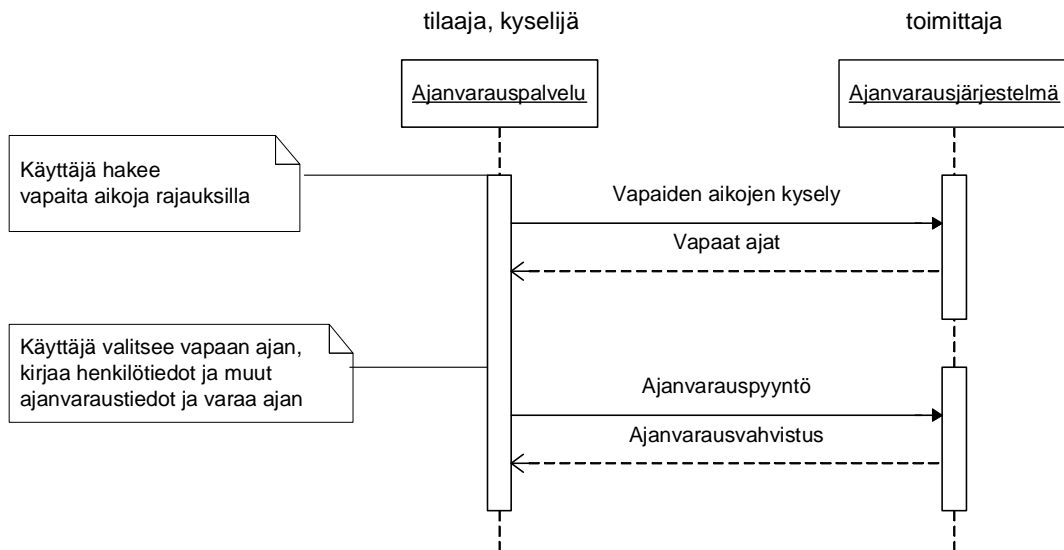 tilaaja, kyselijä
toimittaja
Ajanvarauspalvelu
Ajanvarausjärjestelmä
Käyttäjä hakee
vapaita aikoja rajauksilla
Vapaiden aikojen kysely
Vapaat ajat
Käyttäjä valitsee vapaan ajan,
kirjaa henkilötiedot ja muut
ajanvaraustiedot ja varaa ajan
Ajanvarauspyyntö
Ajanvarausvahvistus